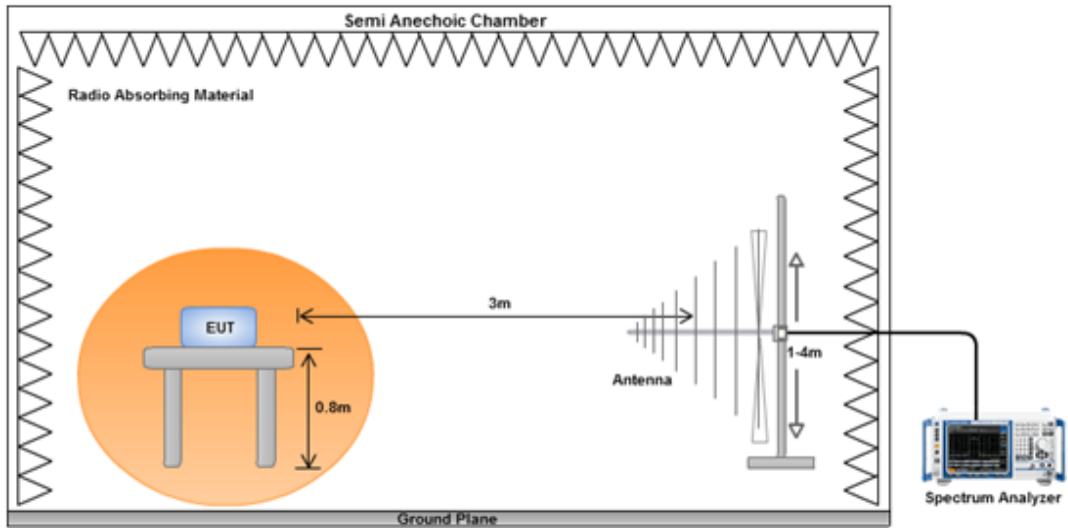 Semi Anechoic Chamber
Radio Absorbing Material
3m
EUT
1-4m
Antenna
0.8m
Spectrum Analyzer
Ground Plane